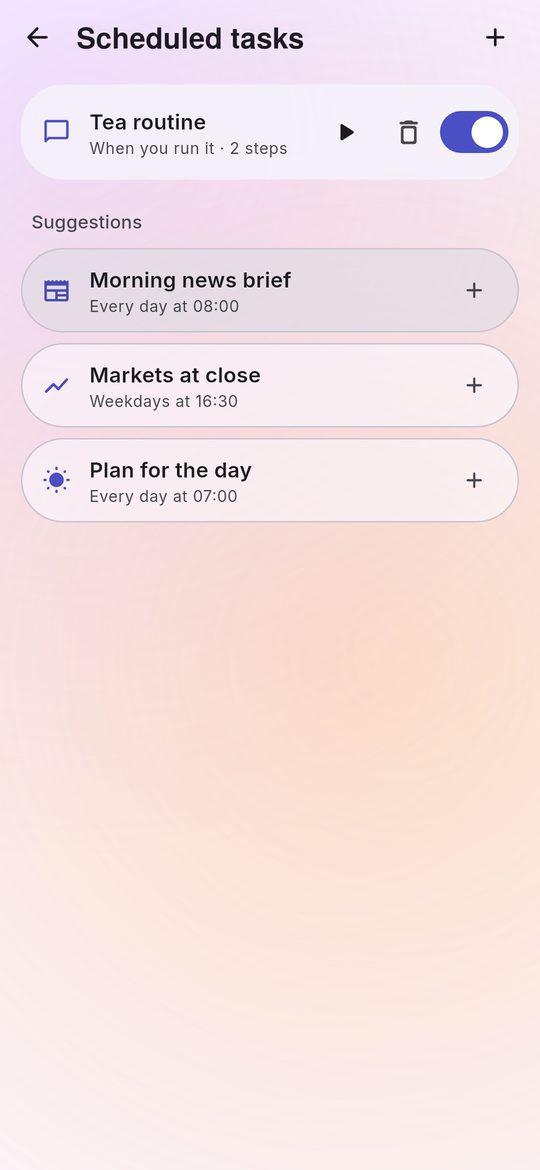 Scheduled tasks
Tea routine
When you run it · 2 steps
Suggestions
Morning news brief
Every day at 08:00
Markets at close
Weekdays at 16:30
Plan for the day
Every day at 07:00